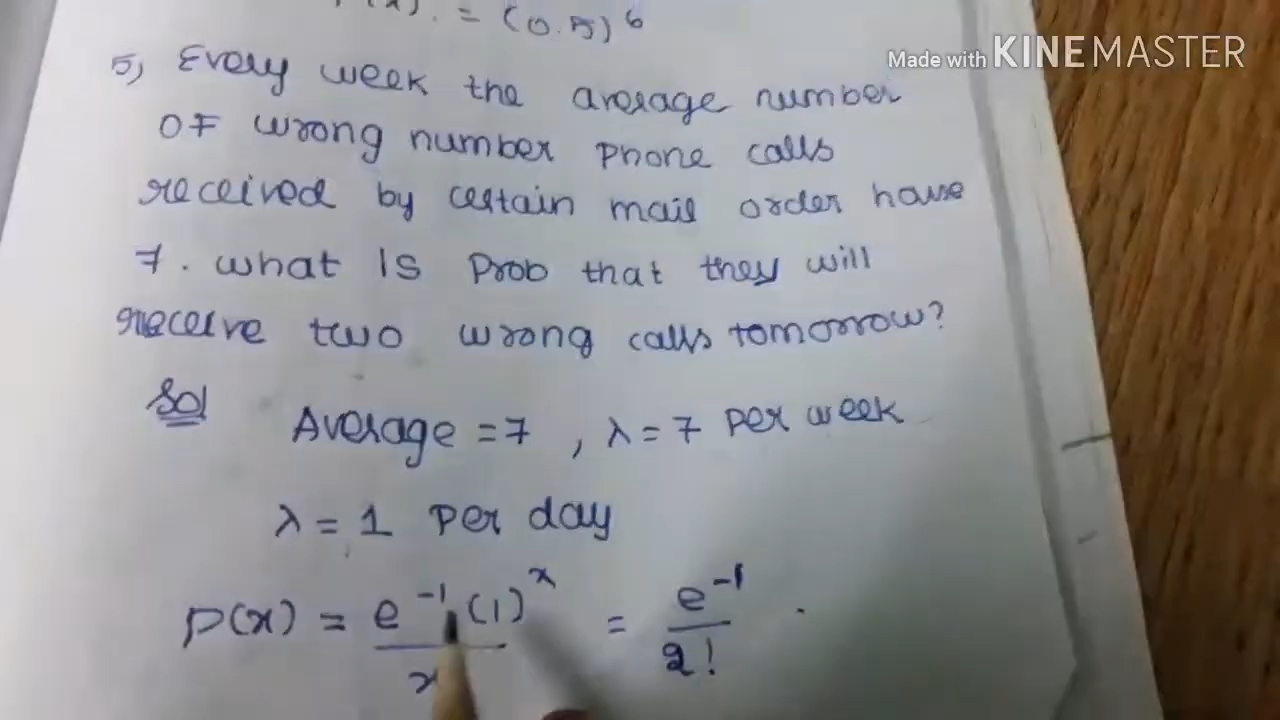 = (0.5)6
Made with KINEMASTER
5, Every week the average number
OF wrong number phone calls
received by certain mail order house
7. what is prob that they will
receive two wrong calls tomorrow?
Sol
Average = 7, λ = 7 per week
λ = 1 per day
P(x) = e^-1 (1)^x / x = e^-1 / 2! .